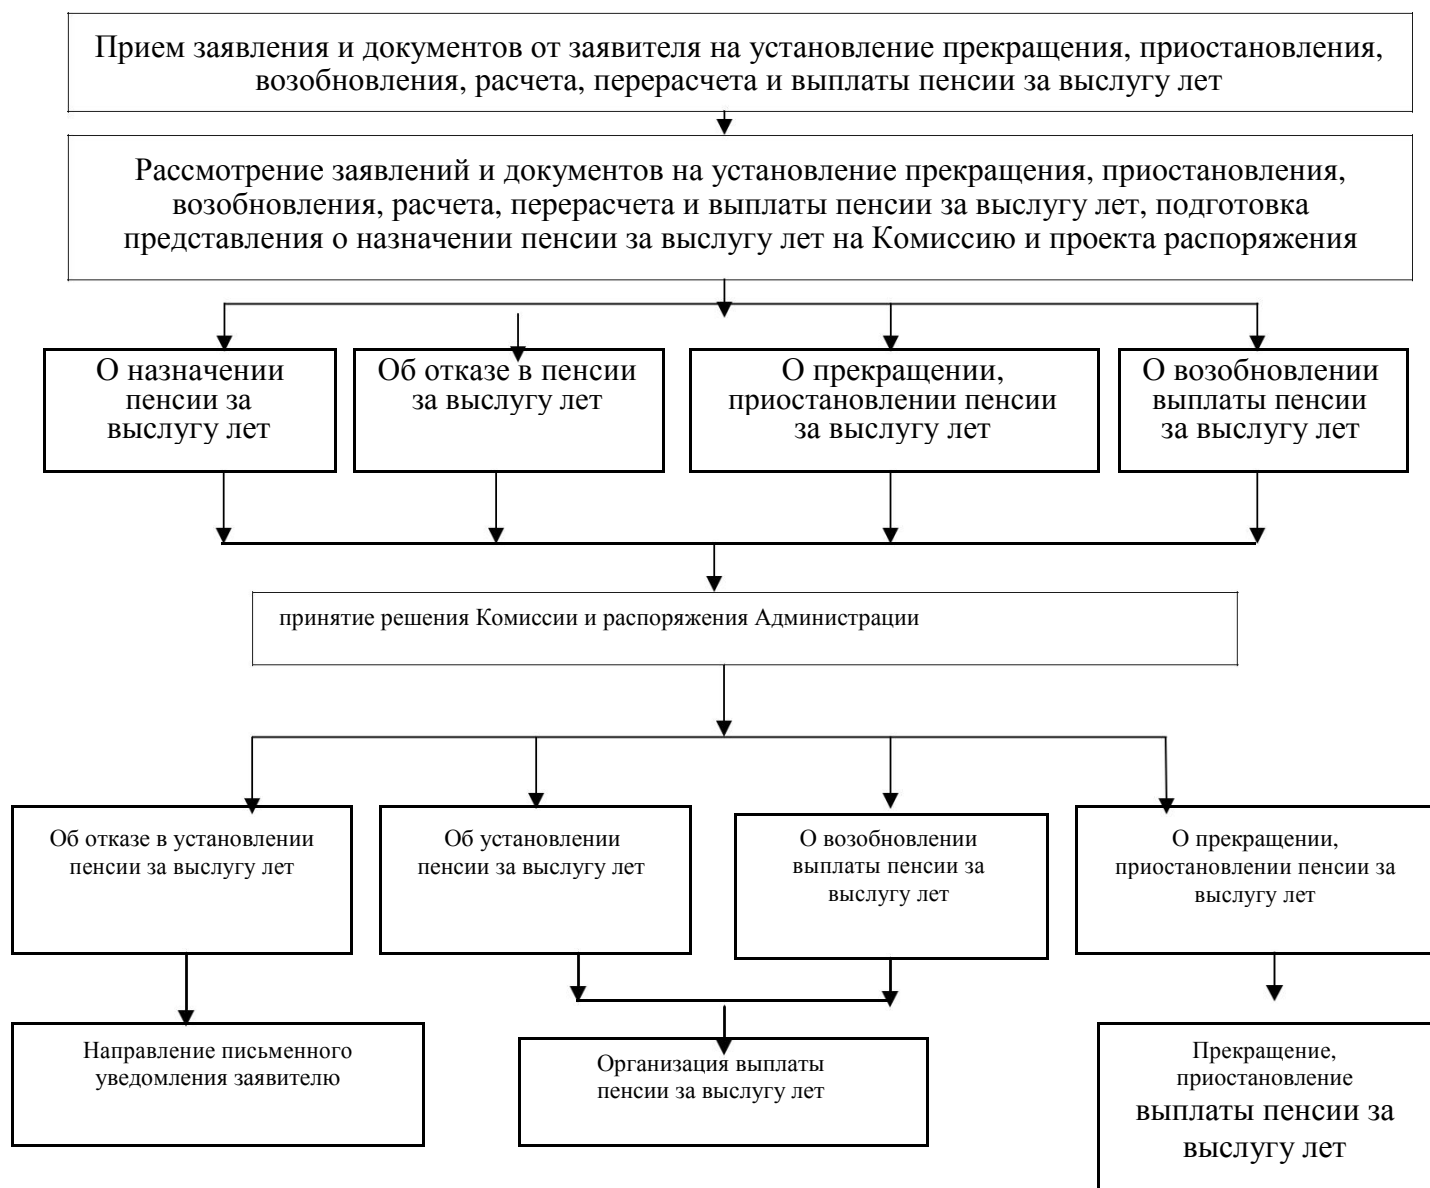 Прием заявления и документов от заявителя на установление прекращения, приостановления,
возобновления, расчета, перерасчета и выплаты пенсии за выслугу лет
Рассмотрение заявлений и документов на установление прекращения, приостановления,
возобновления, расчета, перерасчета и выплаты пенсии за выслугу лет, подготовка
представления о назначении пенсии за выслугу лет на Комиссию и проекта распоряжения
О назначении
пенсии за
выслугу лет
Об отказе в пенсии
за выслугу лет
О прекращении,
приостановлении пенсии
за выслугу лет
О возобновлении
выплаты пенсии
за выслугу лет
принятие решения Комиссии и распоряжения Администрации
Об отказе в установлении
пенсии за выслугу лет
Об установлении
пенсии за выслугу лет
О возобновлении
выплаты пенсии за
выслугу лет
О прекращении,
приостановлении пенсии за
выслугу лет
Направление письменного
уведомления заявителю
Организация выплаты
пенсии за выслугу лет
Прекращение,
приостановление
выплаты пенсии за
выслугу лет